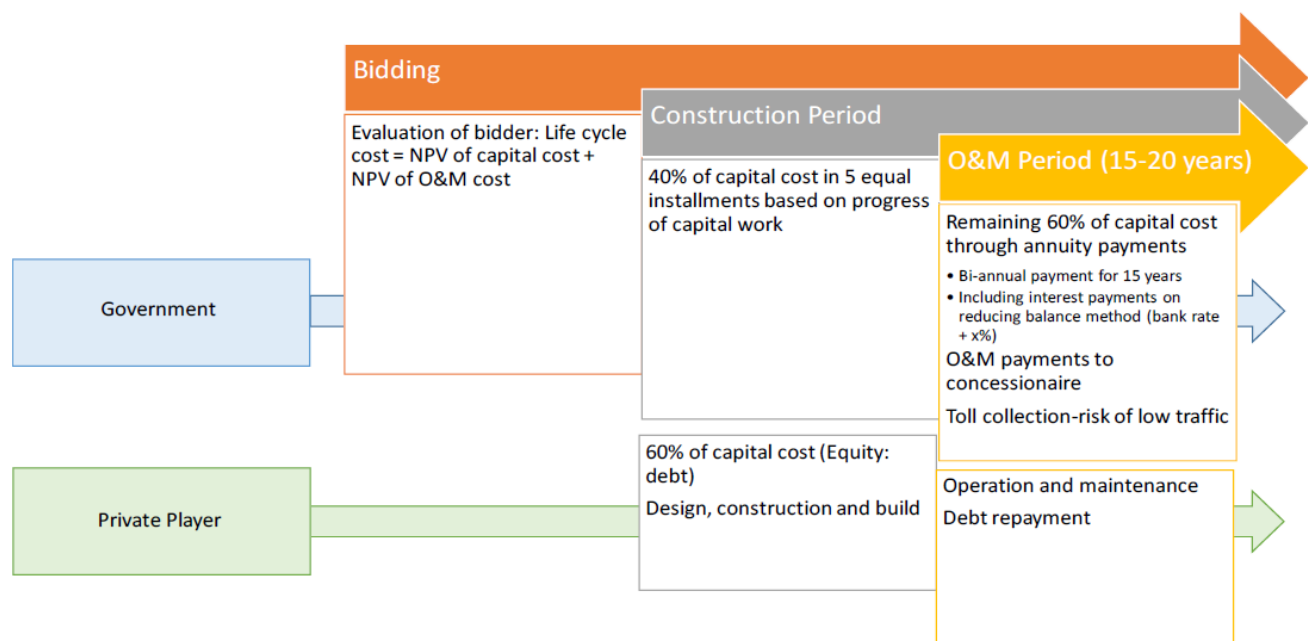 Bidding
Evaluation of bidder: Life cycle
cost = NPV of capital cost +
NPV of O&M cost
Construction Period
40% of capital cost in 5 equal
installments based on progress
of capital work
O&M Period (15-20 years)
Remaining 60% of capital cost
through annuity payments
• Bi-annual payment for 15 years
• Including interest payments on
reducing balance method (bank rate
+ x%)
O&M payments to
concessionaire
Toll collection-risk of low traffic
Government
Private Player
60% of capital cost (Equity:
debt)
Design, construction and build
Operation and maintenance
Debt repayment